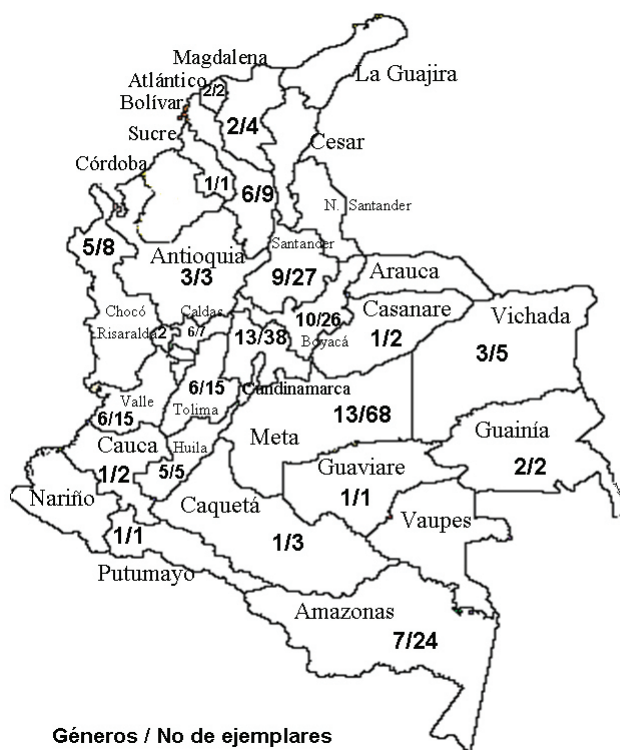 Magdalena
La Guajira
Atlántico
2/2
Bolívar
2/4
Sucre
Cesar
Córdoba
1/1
6/9
N. Santander
5/8
Santander
Antioquia
3/3
9/27
Arauca
Chocó
Caldas
10/26
Casanare
Vichada
Risaralda
2
6/7
13/38
Boyacá
1/2
3/5
6/15
Cundinamarca
Valle
Tolima
6/15
13/68
Cauca
Huila
Meta
Guainía
1/2
5/5
Guaviare
2/2
Nariño
Caquetá
1/1
Vaupes
1/1
1/3
Putumayo
Amazonas
7/24
Géneros / No de ejemplares